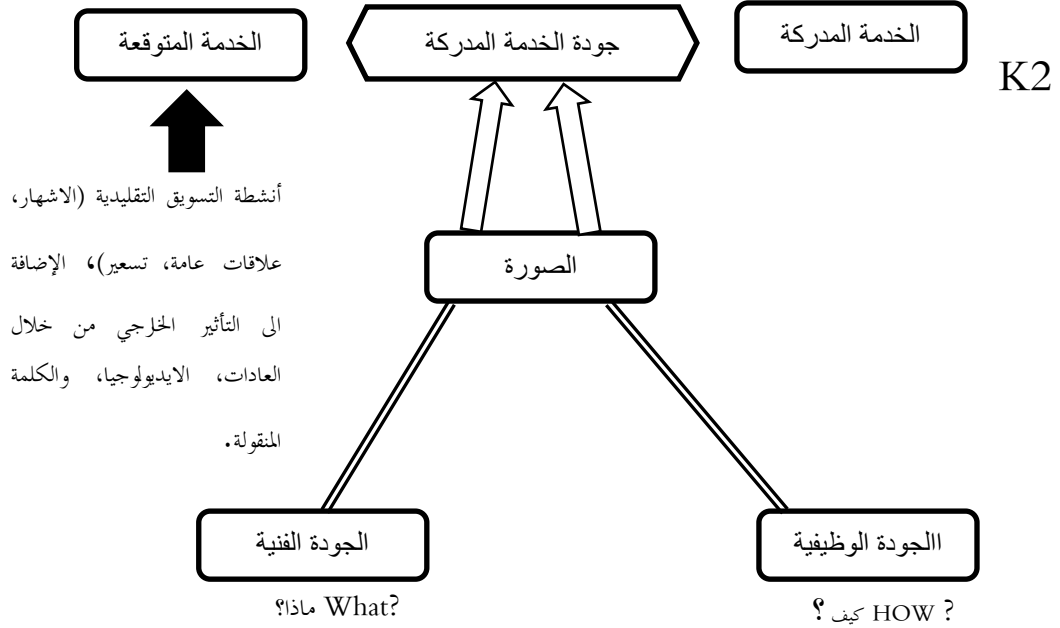 الخدمة المدركة
جودة الخدمة المدركة
الخدمة المتوقعة
K2
أنشطة التسويق التقليدية (الاشهار،
علاقات عامة، تسعير)، الإضافة
الى التأثير الخارجي من خلال
العادات، الايديولوجيا، والكلمة
المنقولة.
الصورة
االجودة الوظيفية
الجودة الفنية
? HOW كيف ؟
?What ماذا؟